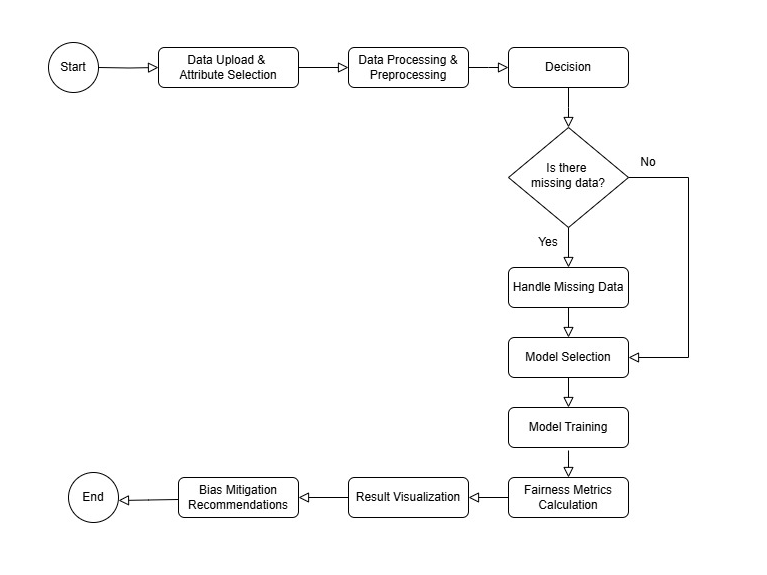 Start
Data Upload &
Attribute Selection
Data Processing &
Preprocessing
Decision
Is there
missing data?
No
Yes
Handle Missing Data
Model Selection
Model Training
Fairness Metrics
Calculation
Result Visualization
Bias Mitigation
Recommendations
End